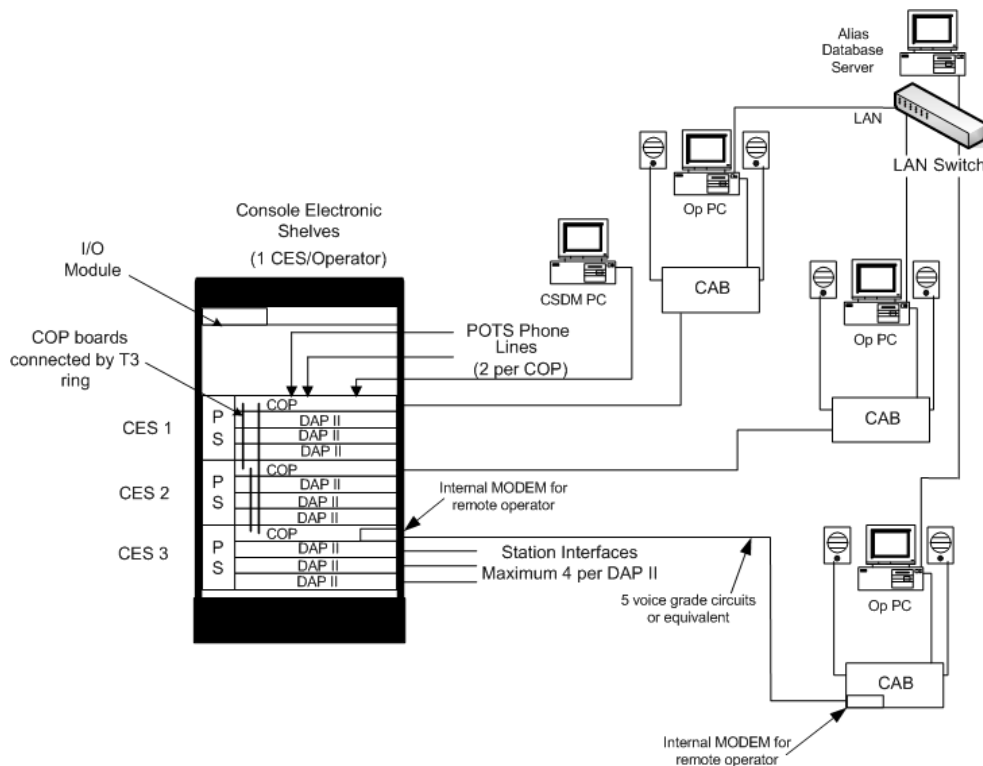 Alias
Database
Server
LAN
LAN Switch
Op PC
Console Electronic
Shelves
(1 CES/Operator)
I/O
Module
CSDM PC
CAB
Op PC
POTS Phone
Lines
(2 per COP)
COP boards
connected by T3
ring
CAB
CES 1
P
S
COP
DAP II
DAP II
DAP II
CES 2
P
S
COP
DAP II
DAP II
DAP II
Internal MODEM for
remote operator
CES 3
P
S
COP
DAP II
DAP II
DAP II
Station Interfaces
Maximum 4 per DAP II
5 voice grade circuits
or equivalent
Op PC
CAB
Internal MODEM for
remote operator